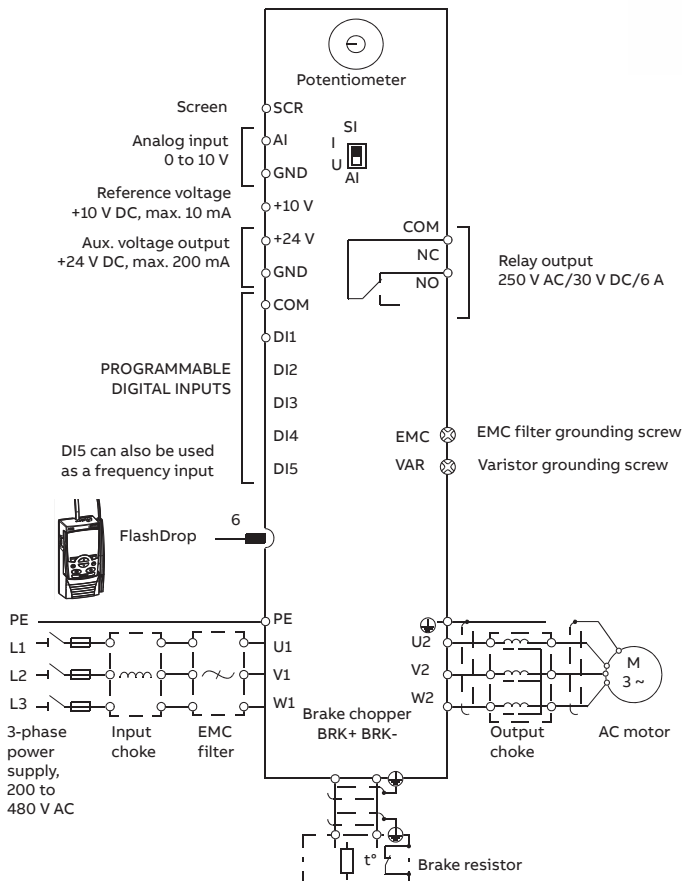 Potentiometer
Screen
SCR
Analog input
0 to 10 V
AI
GND
SI
I
U
AI
Reference voltage
+10 V DC, max. 10 mA
+10 V
Aux. voltage output
+24 V DC, max. 200 mA
+24 V
GND
COM
NC
NO
Relay output
250 V AC/30 V DC/6 A
COM
DI1
PROGRAMMABLE
DIGITAL INPUTS
DI2
DI3
DI4
DI5 can also be used
as a frequency input
DI5
EMC
EMC filter grounding screw
VAR
Varistor grounding screw
FlashDrop
6
PE
PE
L1
U1
L2
V1
L3
W1
U2
V2
W2
M
3 ~
3-phase
power
supply,
200 to
480 V AC
Input
choke
EMC
filter
Brake chopper
BRK+ BRK-
Output
choke
AC motor
t°
Brake resistor